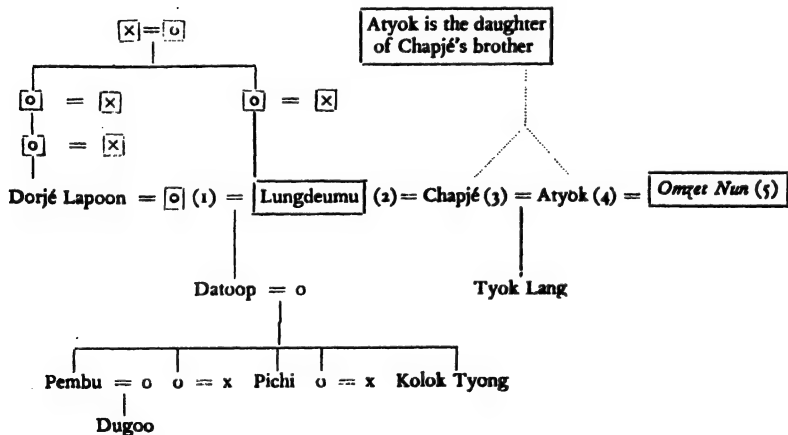 x = o
Atyok is the daughter
of Chapjé's brother
o = x o = x
o = x
Dorjé Lapoon = o (1) = Lungdeumu (2) = Chapjé (3) = Atyok (4) = Omzet Nun (5)
Datoop = o Tyok Lang
Pembu = o o = x Pichi o = x Kolok Tyong
Dugoo